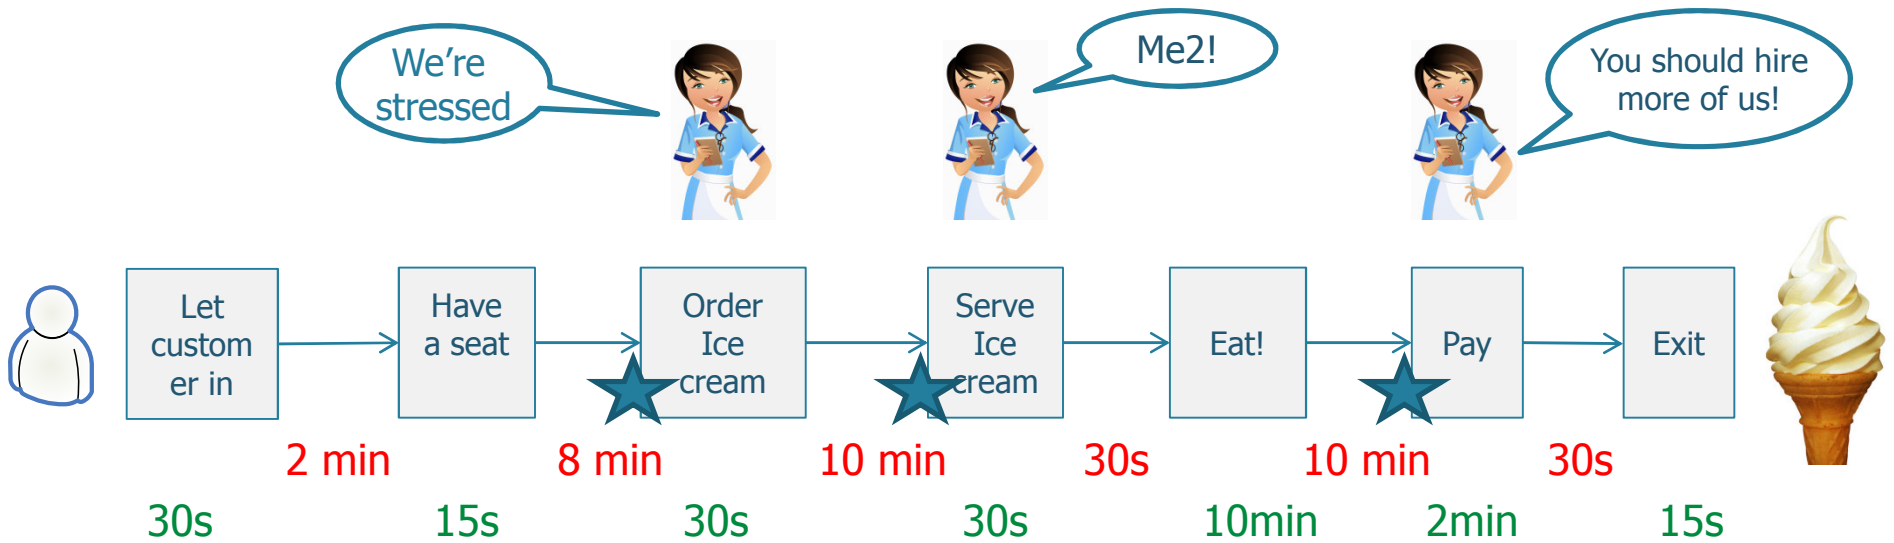 We're
stressed
Me2!
You should hire
more of us!
Let
custom
er in
Have
a seat
Order
Ice
cream
Serve
Ice
cream
Eat!
Pay
Exit
2 min
8 min
10 min
30s
10 min
30s
30s
15s
30s
30s
10min
2min
15s